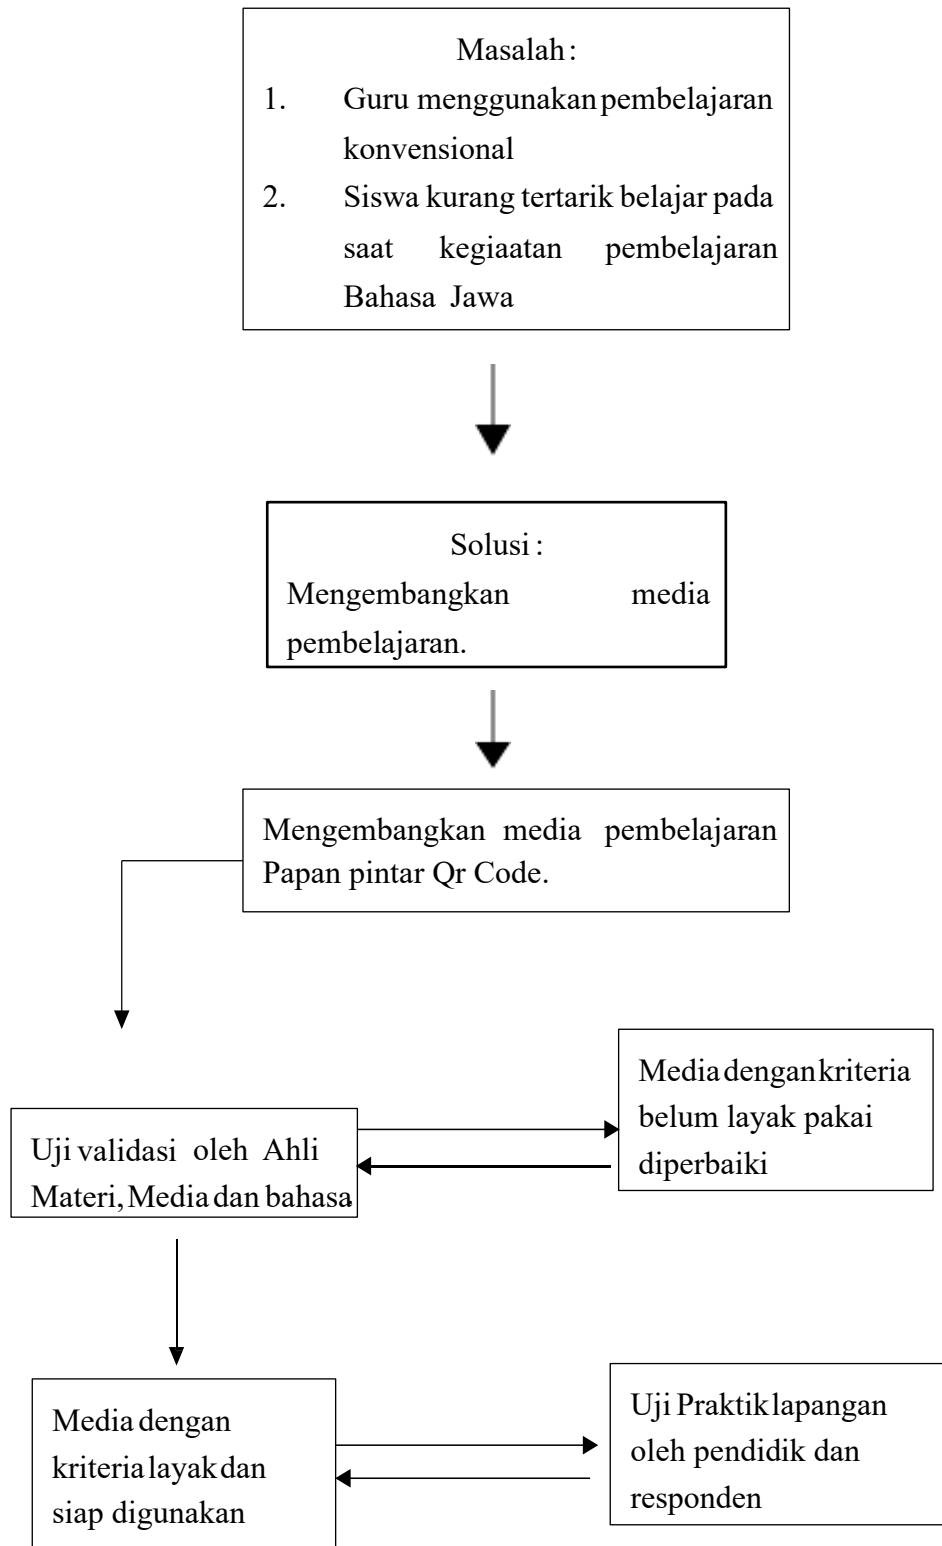 Masalah :
1. Guru menggunakan pembelajaran
konvensional
2. Siswa kurang tertarik belajar pada
saat kegiaatan pembelajaran
Bahasa Jawa
Solusi :
Mengembangkan media
pembelajaran.
Mengembangkan media pembelajaran
Papan pintar Qr Code.
Media dengan kriteria
belum layak pakai
diperbaiki
Uji validasi oleh Ahli
Materi, Media dan bahasa.
Media dengan
kriteria layak dan
siap digunakan
Uji Praktik lapangan
oleh pendidik dan
responden